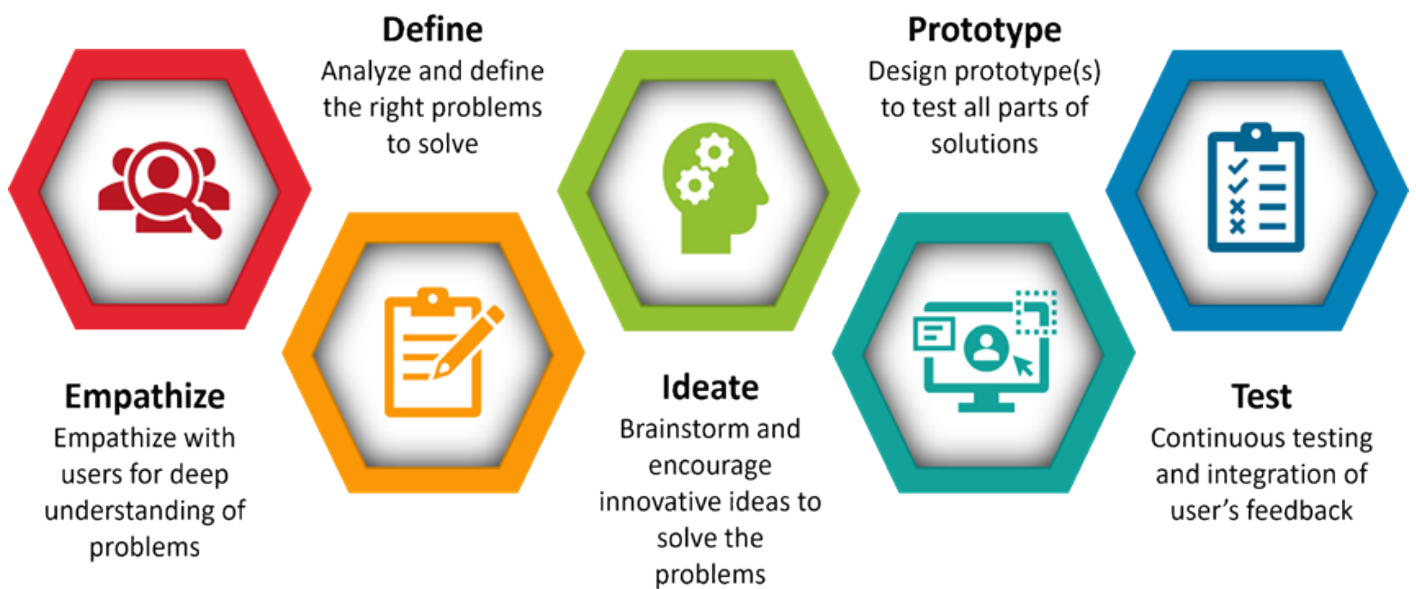 Empathize
Empathize with
users for deep
understanding of
problems
Define
Analyze and define
the right problems
to solve
Ideate
Brainstorm and
encourage
innovative ideas to
solve the
problems
Prototype
Design prototype(s)
to test all parts of
solutions
Test
Continuous testing
and integration of
user's feedback